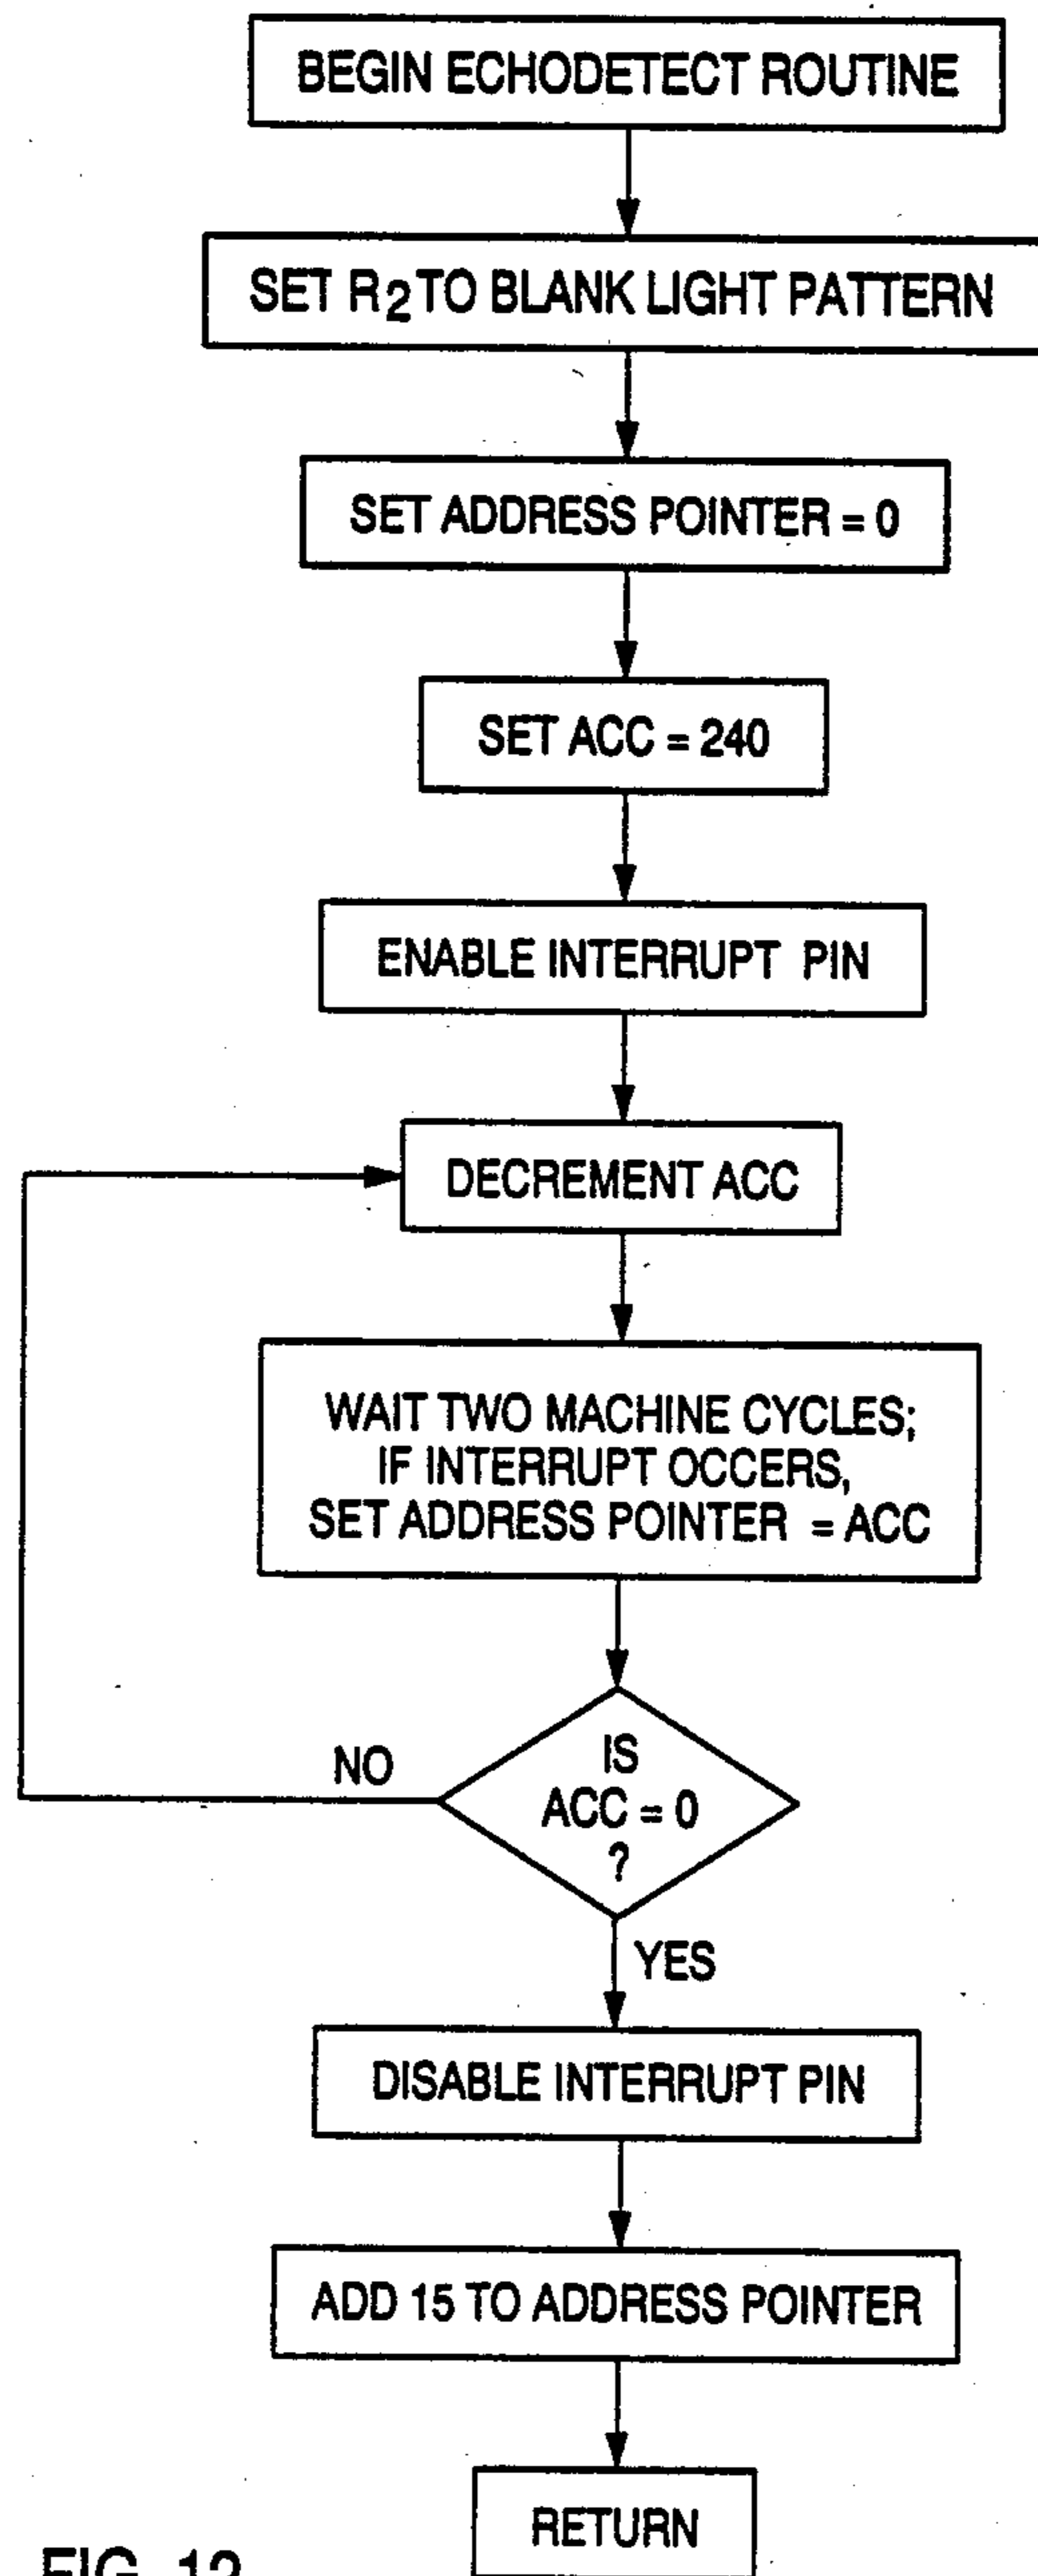 BEGIN ECHODETECT ROUTINE
SET R2 TO BLANK LIGHT PATTERN
SET ADDRESS POINTER = 0
SET ACC = 240
ENABLE INTERRUPT PIN
DECREMENT ACC
WAIT TWO MACHINE CYCLES;
IF INTERRUPT OCCERS,
SET ADDRESS POINTER = ACC
IS
ACC = 0
?
NO
YES
DISABLE INTERRUPT PIN
ADD 15 TO ADDRESS POINTER
RETURN
FIG. 12